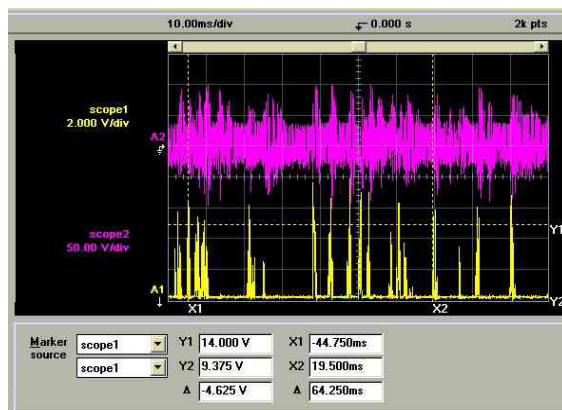 10.00ms/div 0.000 s 2k pts
scope1
2.000 V/div
A2
scope2
50.00 V/div
Y1
A1
X1 X2 Y2
Marker source
scope1 Y1 14.000 V X1 -44.750ms
scope1 Y2 9.375 V X2 19.500ms
Δ -4.625 V Δ 64.250ms